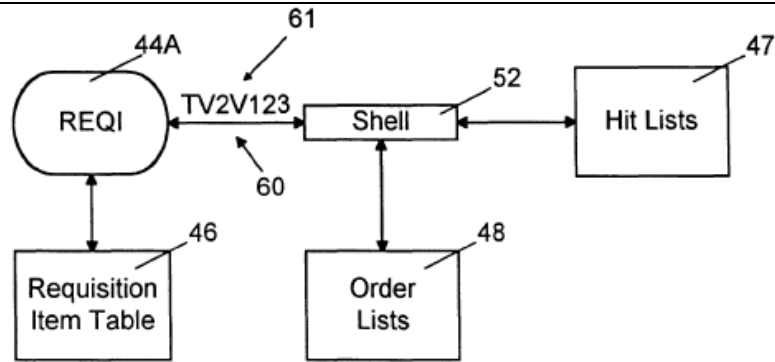 61
44A
47
52
TV2V123
REQI
Shell
Hit Lists
60
46
48
Requisition
Item Table
Order
Lists